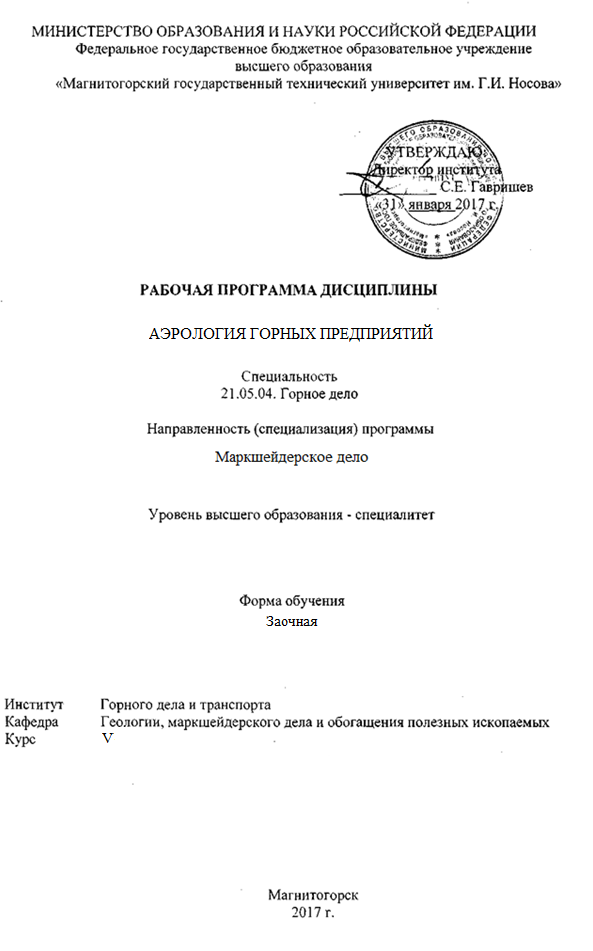 МИНИСТЕРСТВО ОБРАЗОВАНИЯ И НАУКИ РОССИЙСКОЙ ФЕДЕРАЦИИ
Федеральное государственное бюджетное образовательное учреждение
высшего образования
«Магнитогорский государственный технический университет им. Г.И. Носова»
УТВЕРЖДАЮ
Директор института
С.Е. Гавришев
«31» января 2017 г.
РАБОЧАЯ ПРОГРАММА ДИСЦИПЛИНЫ
АЭРОЛОГИЯ ГОРНЫХ ПРЕДПРИЯТИЙ
Специальность
21.05.04. Горное дело
Направленность (специализация) программы
Маркшейдерское дело
Уровень высшего образования - специалитет
Форма обучения
Заочная
Институт Горного дела и транспорта
Кафедра Геологии, маркшейдерского дела и обогащения полезных ископаемых
Курс V
Магнитогорск
2017 г.